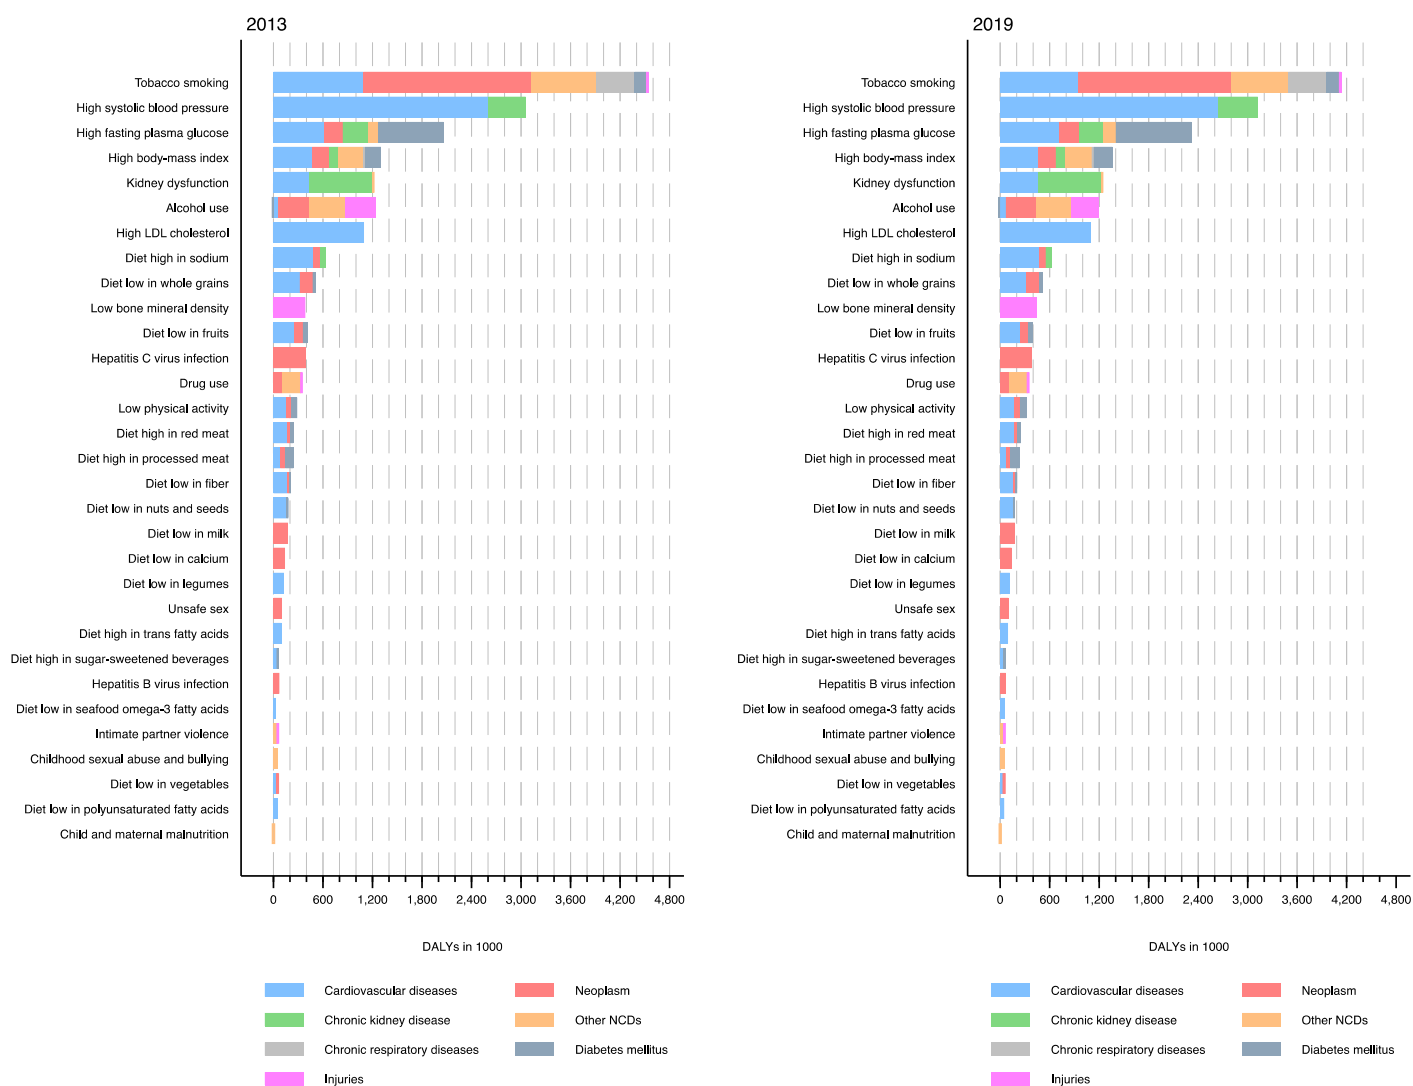 2013
Tobacco smoking
High systolic blood pressure
High fasting plasma glucose
High body-mass index
Kidney dysfunction
Alcohol use
High LDL cholesterol
Diet high in sodium
Diet low in whole grains
Low bone mineral density
Diet low in fruits
Hepatitis C virus infection
Drug use
Low physical activity
Diet high in red meat
Diet high in processed meat
Diet low in fiber
Diet low in nuts and seeds
Diet low in milk
Diet low in calcium
Diet low in legumes
Unsafe sex
Diet high in trans fatty acids
Diet high in sugar-sweetened beverages
Hepatitis B virus infection
Diet low in seafood omega-3 fatty acids
Intimate partner violence
Childhood sexual abuse and bullying
Diet low in vegetables
Diet low in polyunsaturated fatty acids
Child and maternal malnutrition
0 600 1,200 1,800 2,400 3,000 3,600 4,200 4,800
DALYs in 1000
Cardiovascular diseases Neoplasm
Chronic kidney disease Other NCDs
Chronic respiratory diseases Diabetes mellitus
Injuries
2019
Tobacco smoking
High systolic blood pressure
High fasting plasma glucose
High body-mass index
Kidney dysfunction
Alcohol use
High LDL cholesterol
Diet high in sodium
Diet low in whole grains
Low bone mineral density
Diet low in fruits
Hepatitis C virus infection
Drug use
Low physical activity
Diet high in red meat
Diet high in processed meat
Diet low in fiber
Diet low in nuts and seeds
Diet low in milk
Diet low in calcium
Diet low in legumes
Unsafe sex
Diet high in trans fatty acids
Diet high in sugar-sweetened beverages
Hepatitis B virus infection
Diet low in seafood omega-3 fatty acids
Intimate partner violence
Childhood sexual abuse and bullying
Diet low in vegetables
Diet low in polyunsaturated fatty acids
Child and maternal malnutrition
0 600 1,200 1,800 2,400 3,000 3,600 4,200 4,800
DALYs in 1000
Cardiovascular diseases Neoplasm
Chronic kidney disease Other NCDs
Chronic respiratory diseases Diabetes mellitus
Injuries